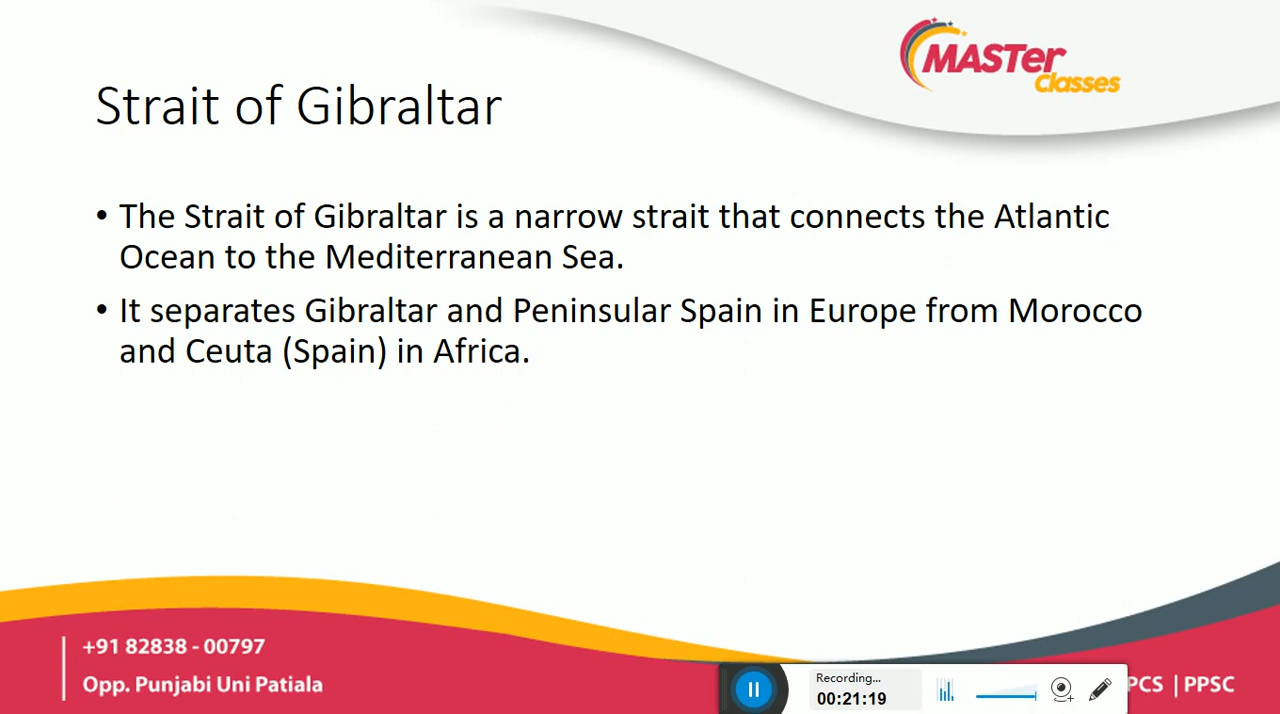 MASTer
Classes
Strait of Gibraltar
• The Strait of Gibraltar is a narrow strait that connects the Atlantic
Ocean to the Mediterranean Sea.
• It separates Gibraltar and Peninsular Spain in Europe from Morocco
and Ceuta (Spain) in Africa.
+91 82838 - 00797
Opp. Punjabi Uni Patiala
Recording...
00:21:19
PCS | PPSC